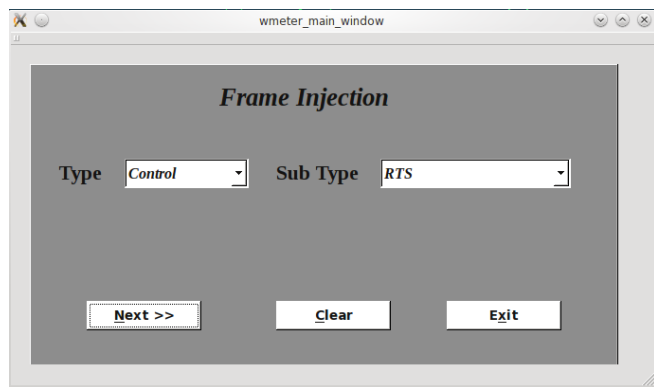 wmeter_main_window
Frame Injection
Type Control Sub Type RTS
Next >> Clear Exit